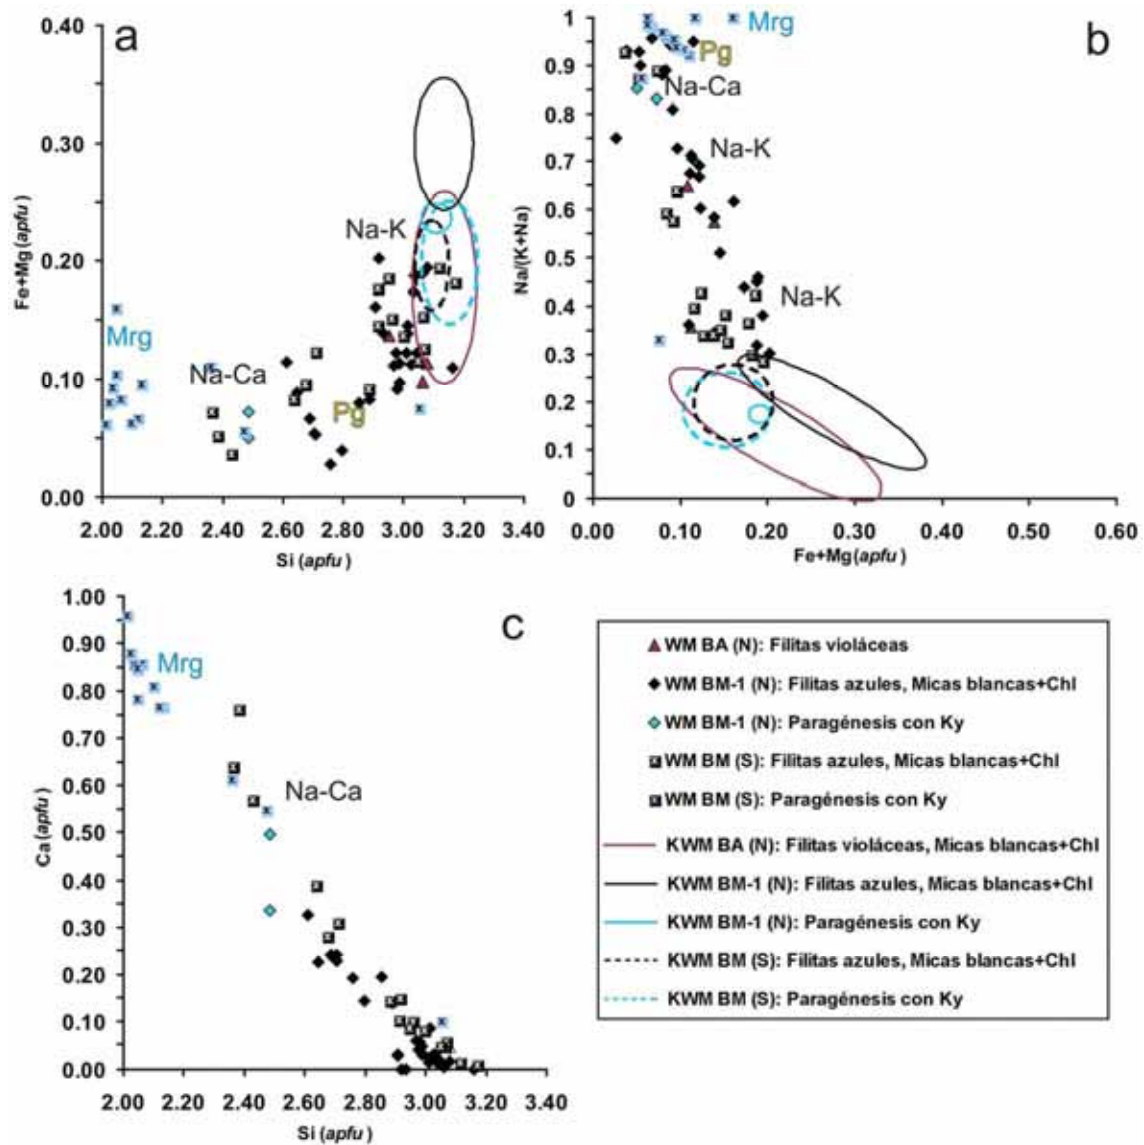 a
0.40
0.30
0.20
0.10
0.00
Fe+Mg(apfu)
Na-K
Mrg
Na-Ca
Pg
2.00 2.20 2.40 2.60 2.80 3.00 3.20 3.40
Si (apfu)
b
1
0.9
0.8
0.7
0.6
0.5
0.4
0.3
0.2
0.1
0
Na/(K+Na)
Mrg
Pg
Na-Ca
Na-K
Na-K
0.00 0.10 0.20 0.30 0.40 0.50 0.60
Fe+Mg(apfu)
c
1.00
0.90
0.80
0.70
0.60
0.50
0.40
0.30
0.20
0.10
0.00
Ca(apfu)
Mrg
Na-Ca
2.00 2.20 2.40 2.60 2.80 3.00 3.20 3.40
Si (apfu)
WM BA (N): Filitas violáceas
WM BM-1 (N): Filitas azules, Micas blancas+Chl
WM BM-1 (N): Paragénesis con Ky
WM BM (S): Filitas azules, Micas blancas+Chl
WM BM (S): Paragénesis con Ky
KWM BA (N): Filitas violáceas, Micas blancas+Chl
KWM BM-1 (N): Filitas azules, Micas blancas+Chl
KWM BM-1 (N): Paragénesis con Ky
KWM BM (S): Filitas azules, Micas blancas+Chl
KWM BM (S): Paragénesis con Ky